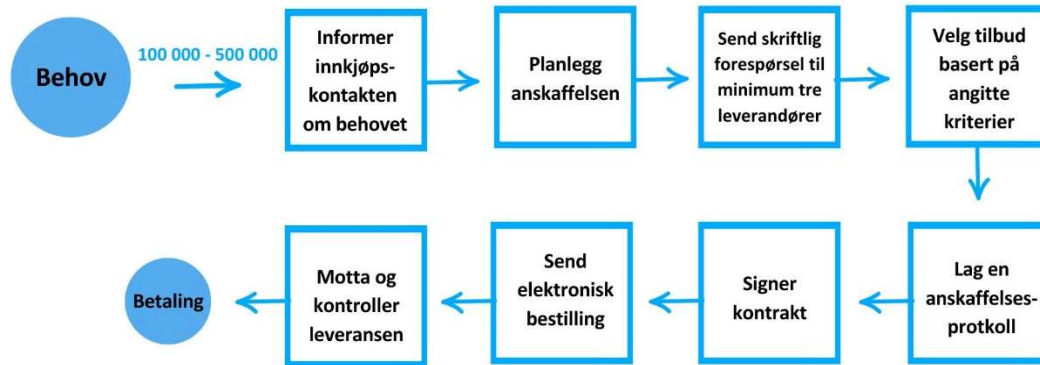 Behov
100 000 - 500 000
Informer
innkjøps-
kontakten
om behovet
Planlegg
anskaffelsen
Send skriftlig
forespørsel til
minimum tre
leverandører
Velg tilbud
basert på
angitte
kriterier
Lag en
anskaffelses-
protkoll
Signer
kontrakt
Send
elektronisk
bestilling
Motta og
kontroller
leveransen
Betaling